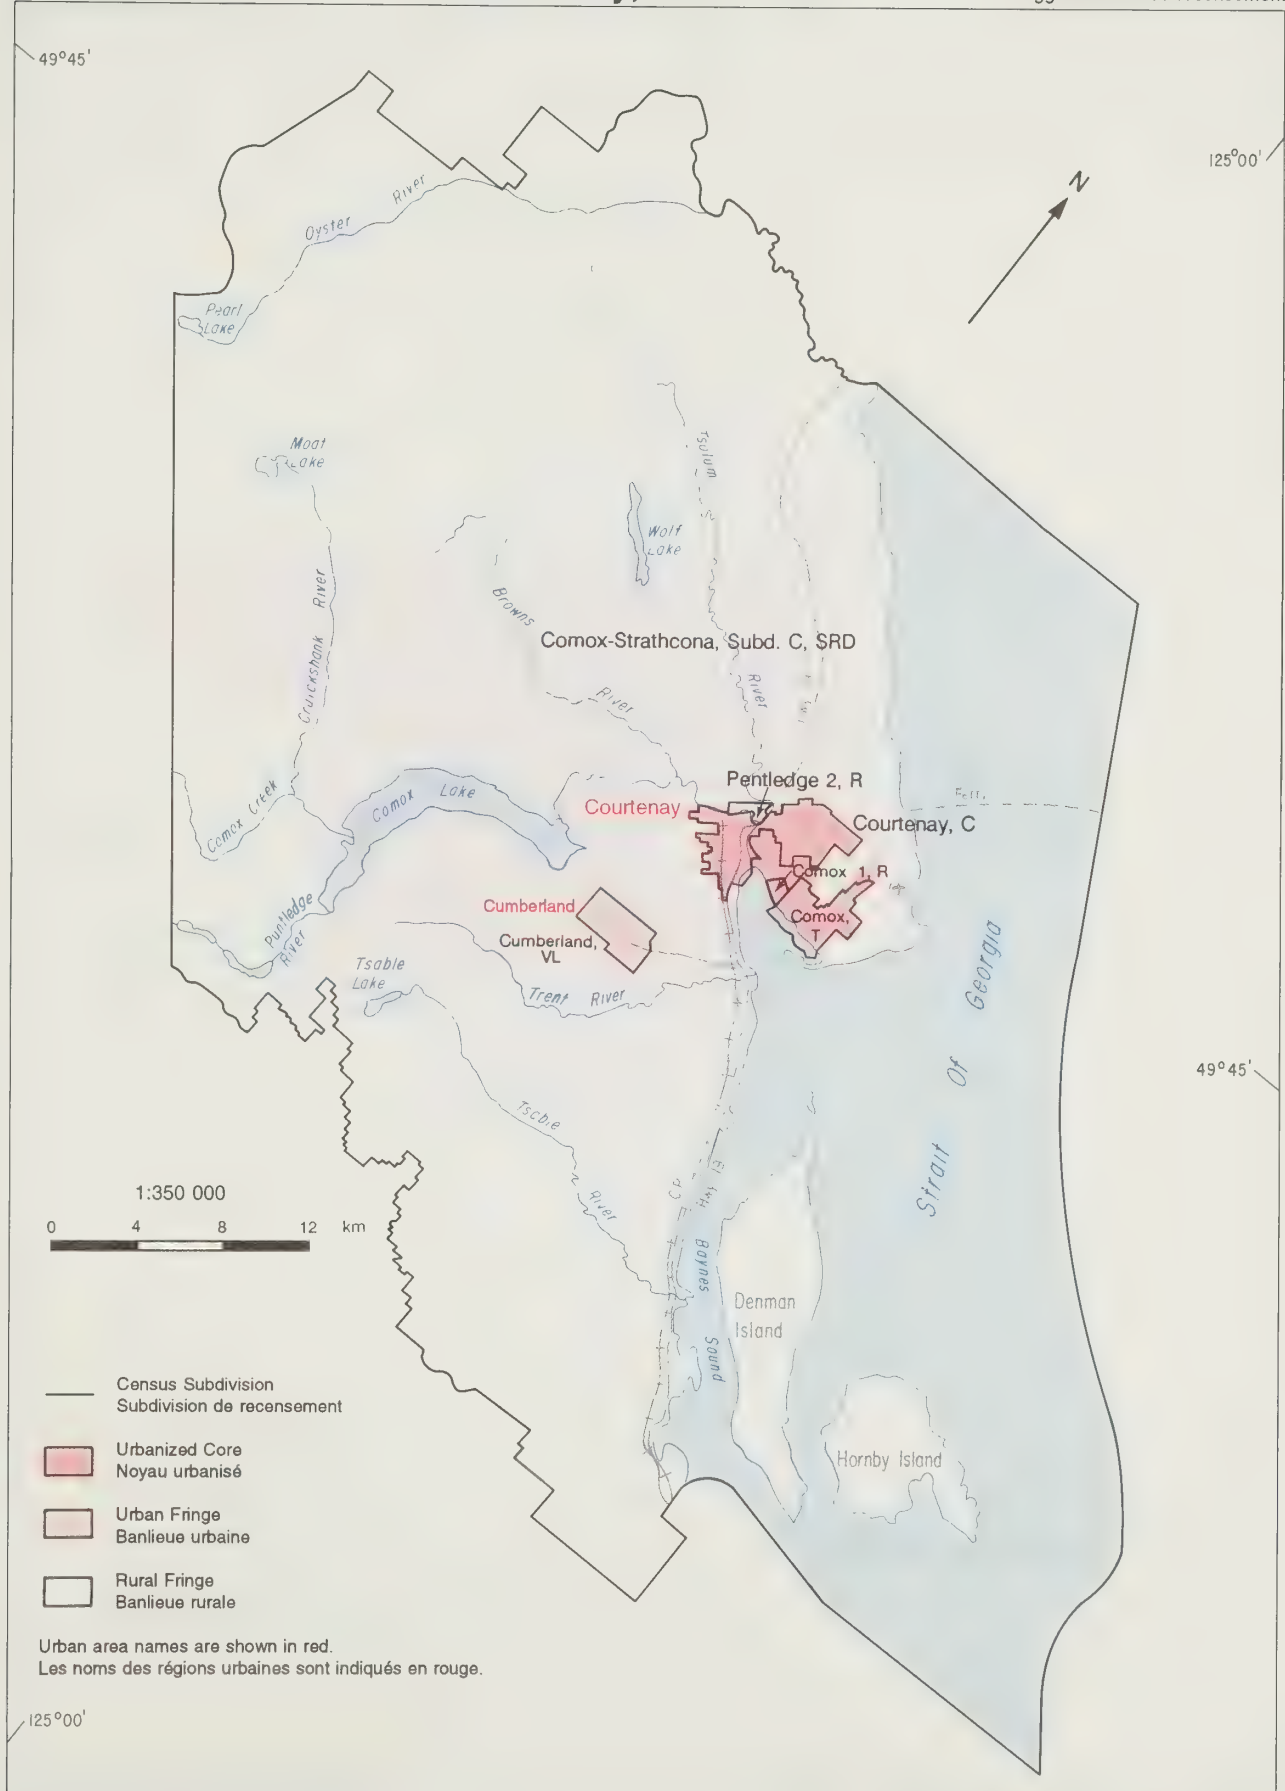 49°45'
125°00'
N
Oyster River
Pearl
Lake
Moat
Lake
Tsulum
Wolf
Lake
Cruickshank River
Browns
Comox-Strathcona, Subd. C, SRD
River
River
Pentledge 2, R
Comox Creek
Comox Lake
Courtenay
Courtenay, C
Comox 1, R
Cumberland
Comox,
T
Puntledge
River
Cumberland,
VL
Tsable
Lake
Trent River
Strait Of Georgia
49°45'
Tsable
River
1:350 000
0 4 8 12 km
C P
Hwy
Baynes
Sound
Denman
Island
Hornby Island
Census Subdivision
Subdivision de recensement
Urbanized Core
Noyau urbanisé
Urban Fringe
Banlieue urbaine
Rural Fringe
Banlieue rurale
Urban area names are shown in red.
Les noms des régions urbaines sont indiqués en rouge.
125°00'